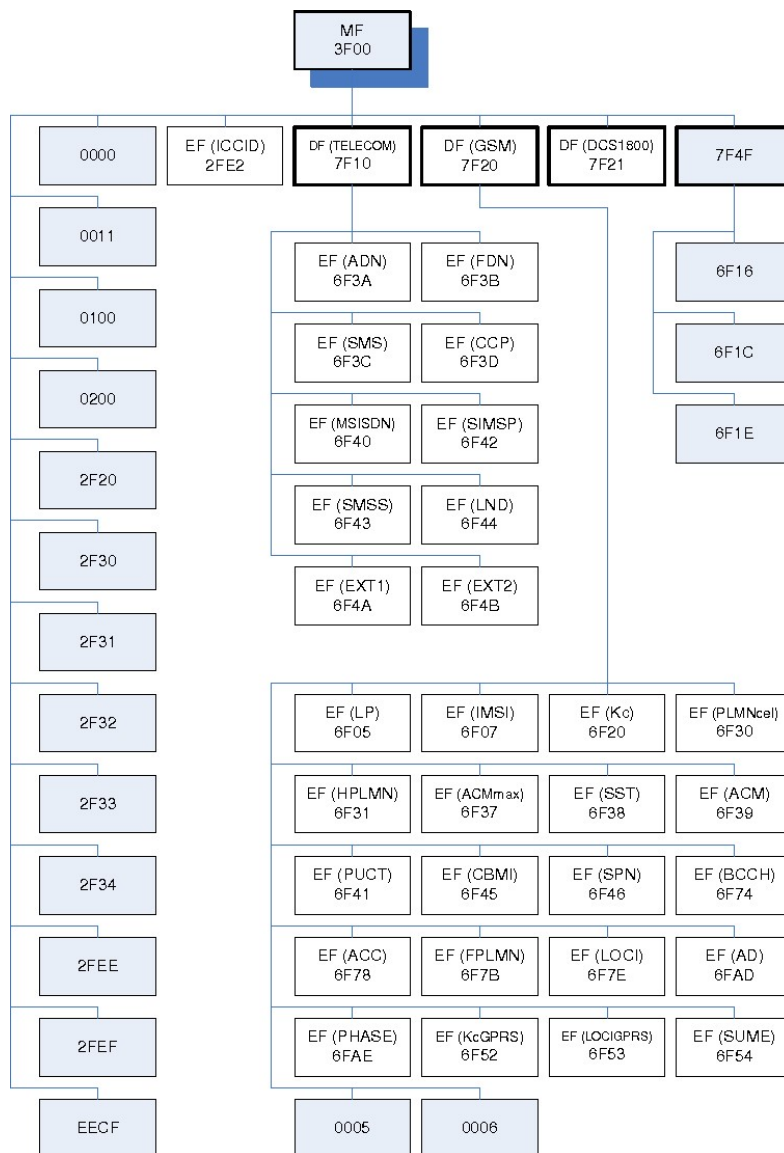 MF
3F00
0000
EF (ICCID)
2FE2
DF (TELECOM)
7F10
DF (GSM)
7F20
DF (DCS1800)
7F21
7F4F
0011
0100
0200
2F20
2F30
2F31
2F32
2F33
2F34
2FEE
2FEF
EECF
EF (ADN)
6F3A
EF (FDN)
6F3B
EF (SMS)
6F3C
EF (CCP)
6F3D
EF (MSISDN)
6F40
EF (SIMSP)
6F42
EF (SMSS)
6F43
EF (LND)
6F44
EF (EXT1)
6F4A
EF (EXT2)
6F4B
6F16
6F1C
6F1E
EF (LP)
6F05
EF (IMSI)
6F07
EF (Kc)
6F20
EF (PLMNcel)
6F30
EF (HPLMN)
6F31
EF (ACMmax)
6F37
EF (SST)
6F38
EF (ACM)
6F39
EF (PUCT)
6F41
EF (CBMI)
6F45
EF (SPN)
6F46
EF (BCCH)
6F74
EF (ACC)
6F78
EF (FPLMN)
6F7B
EF (LOCI)
6F7E
EF (AD)
6FAD
EF (PHASE)
6FAE
EF (KcGPRS)
6F52
EF (LOCIGPRS)
6F53
EF (SUME)
6F54
0005
0006